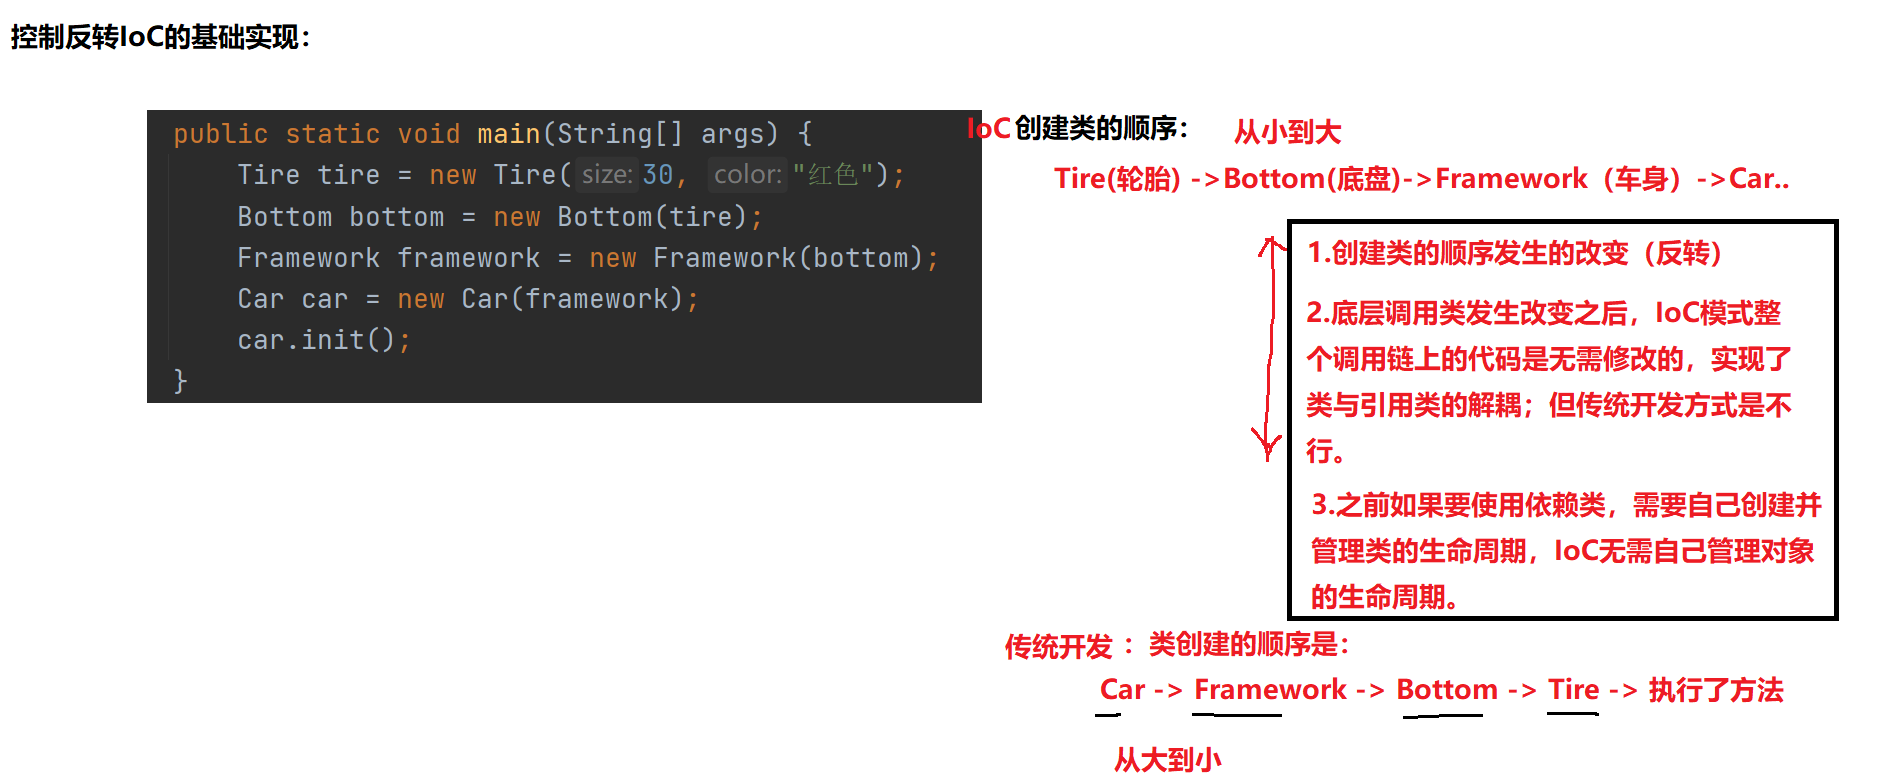 控制反转IoC的基础实现：
public static void main(String[] args) {
Tire tire = new Tire( size: 30, color: "红色");
Bottom bottom = new Bottom(tire);
Framework framework = new Framework(bottom);
Car car = new Car(framework);
car.init();
}
IoC创建类的顺序： 从小到大
Tire(轮胎) ->Bottom(底盘)->Framework（车身）->Car..
1.创建类的顺序发生的改变（反转）
2.底层调用类发生改变之后，IoC模式整
个调用链上的代码是无需修改的，实现了
类与引用类的解耦；但传统开发方式是不
行。
3.之前如果要使用依赖类，需要自己创建并
管理类的生命周期，IoC无需自己管理对象
的生命周期。
传统开发 ：类创建的顺序是：
Car -> Framework -> Bottom -> Tire -> 执行了方法
从大到小